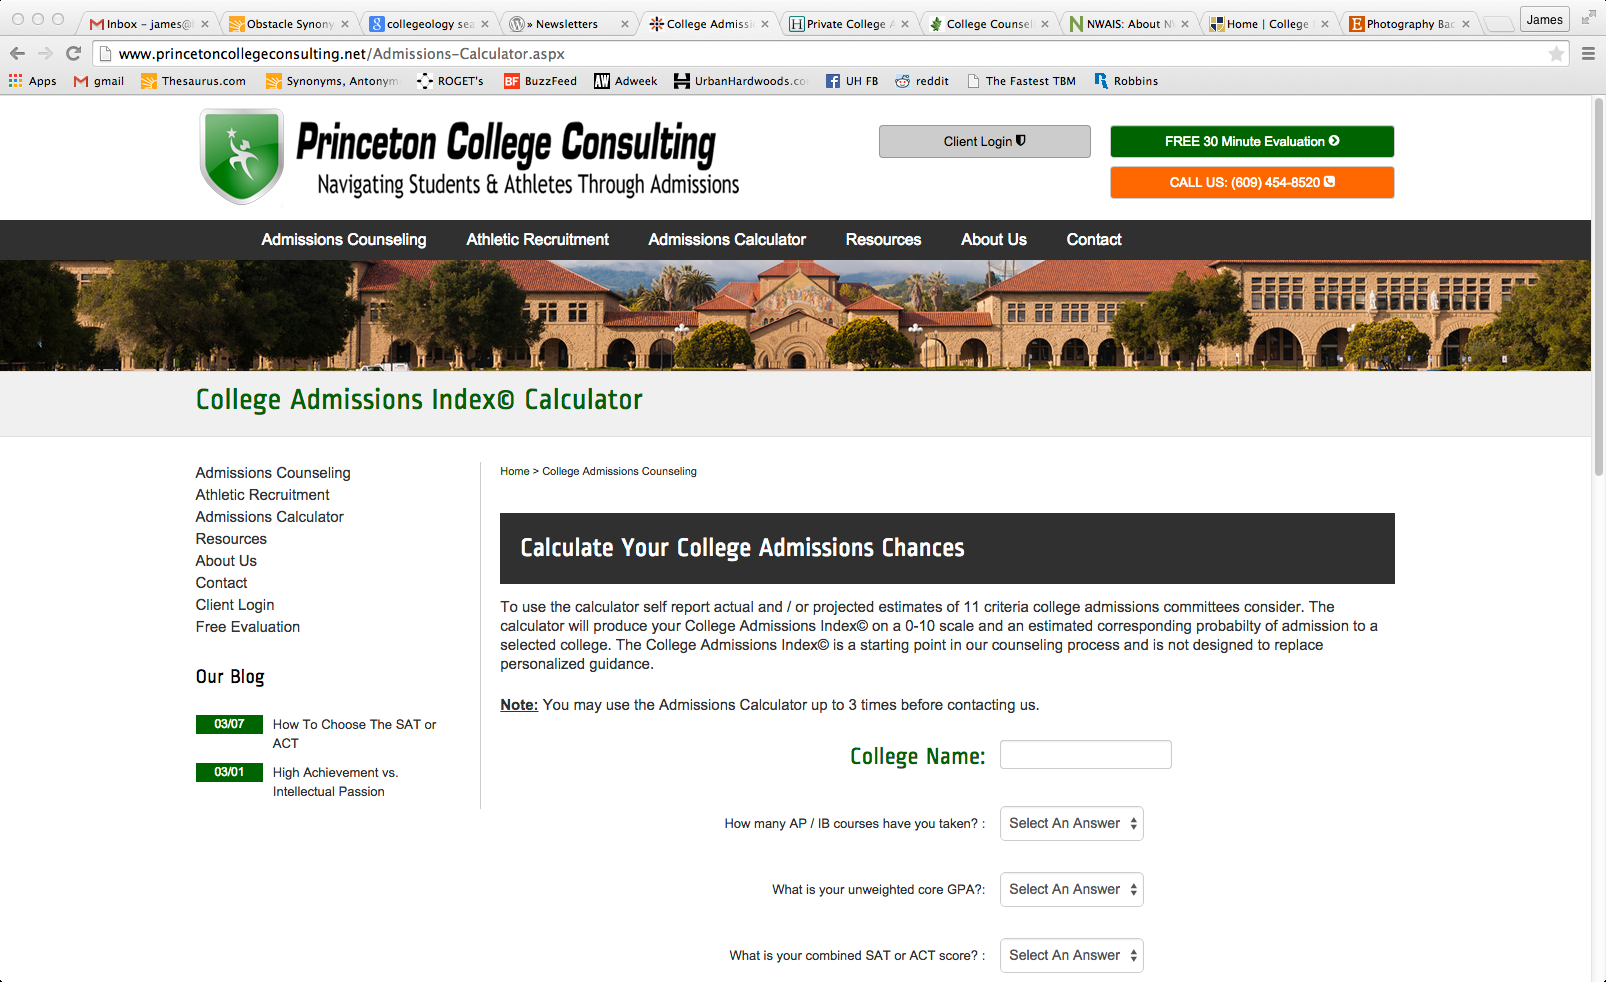 Inbox – james@
Obstacle Synony
collegeology sea
» Newsletters
College Admissi
Private College A
College Counsel
NWAIS: About N
Home | College
Photography Bac
James
www.princetoncollegeconsulting.net/Admissions-Calculator.aspx
Apps
gmail
Thesaurus.com
Synonyms, Antonym
ROGET's
BF BuzzFeed
AW Adweek
UrbanHardwoods.co
UH FB
reddit
The Fastest TBM
Robbins
Princeton College Consulting
Navigating Students & Athletes Through Admissions
Client Login
FREE 30 Minute Evaluation
CALL US: (609) 454-8520
Admissions Counseling
Athletic Recruitment
Admissions Calculator
Resources
About Us
Contact
College Admissions Index© Calculator
Admissions Counseling
Athletic Recruitment
Admissions Calculator
Resources
About Us
Contact
Client Login
Free Evaluation
Our Blog
03/07
How To Choose The SAT or
ACT
03/01
High Achievement vs.
Intellectual Passion
Home > College Admissions Counseling
Calculate Your College Admissions Chances
To use the calculator self report actual and / or projected estimates of 11 criteria college admissions committees consider. The
calculator will produce your College Admissions Index© on a 0-10 scale and an estimated corresponding probabilty of admission to a
selected college. The College Admissions Index© is a starting point in our counseling process and is not designed to replace
personalized guidance.
Note: You may use the Admissions Calculator up to 3 times before contacting us.
College Name:
How many AP / IB courses have you taken? :
Select An Answer
What is your unweighted core GPA?:
Select An Answer
What is your combined SAT or ACT score? :
Select An Answer